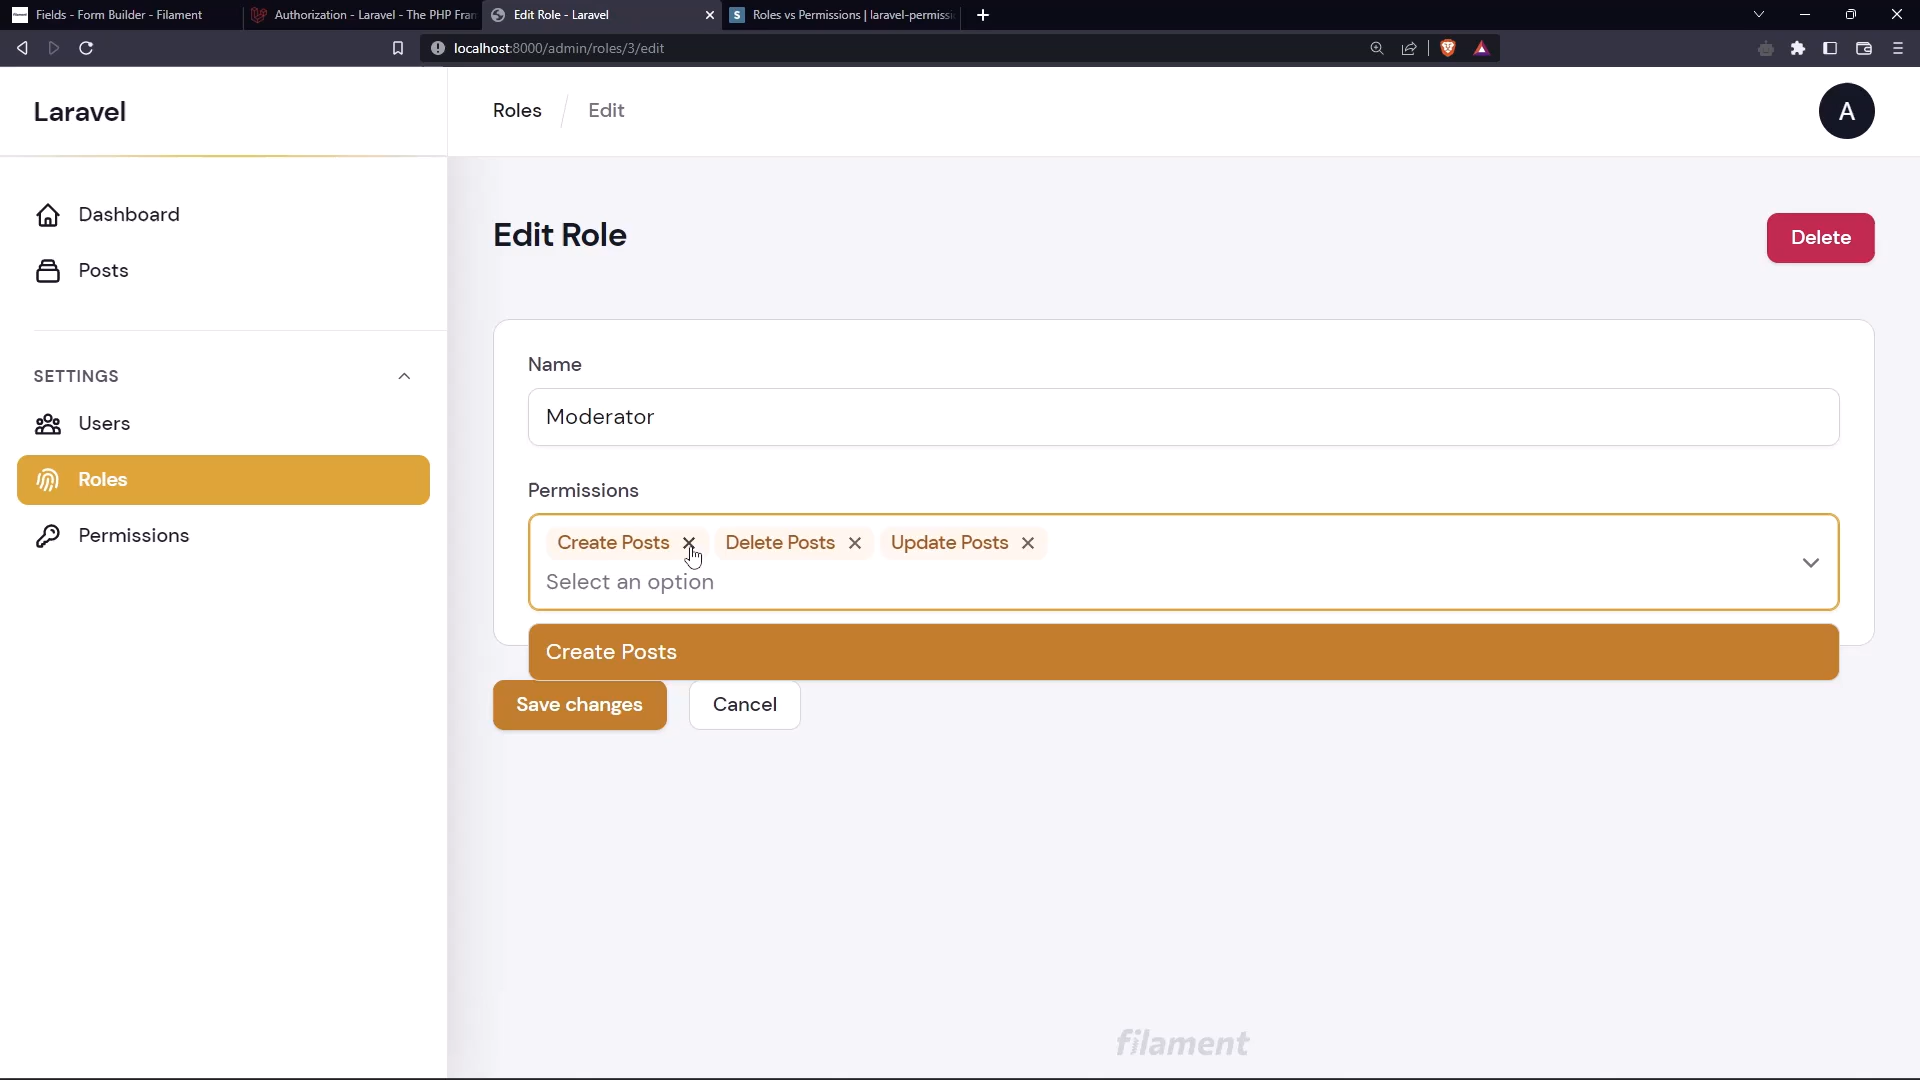 Fields - Form Builder - Filament
Authorization - Laravel - The PHP Fran
Edit Role - Laravel
S
Roles vs Permissions | laravel-permissi
localhost:8000/admin/roles/3/edit
Laravel
Roles
Edit
A
Dashboard
Posts
Edit Role
Delete
SETTINGS
Users
Roles
Permissions
Name
Moderator
Permissions
Create Posts
Delete Posts
Update Posts
Select an option
Create Posts
Save changes
Cancel
filament